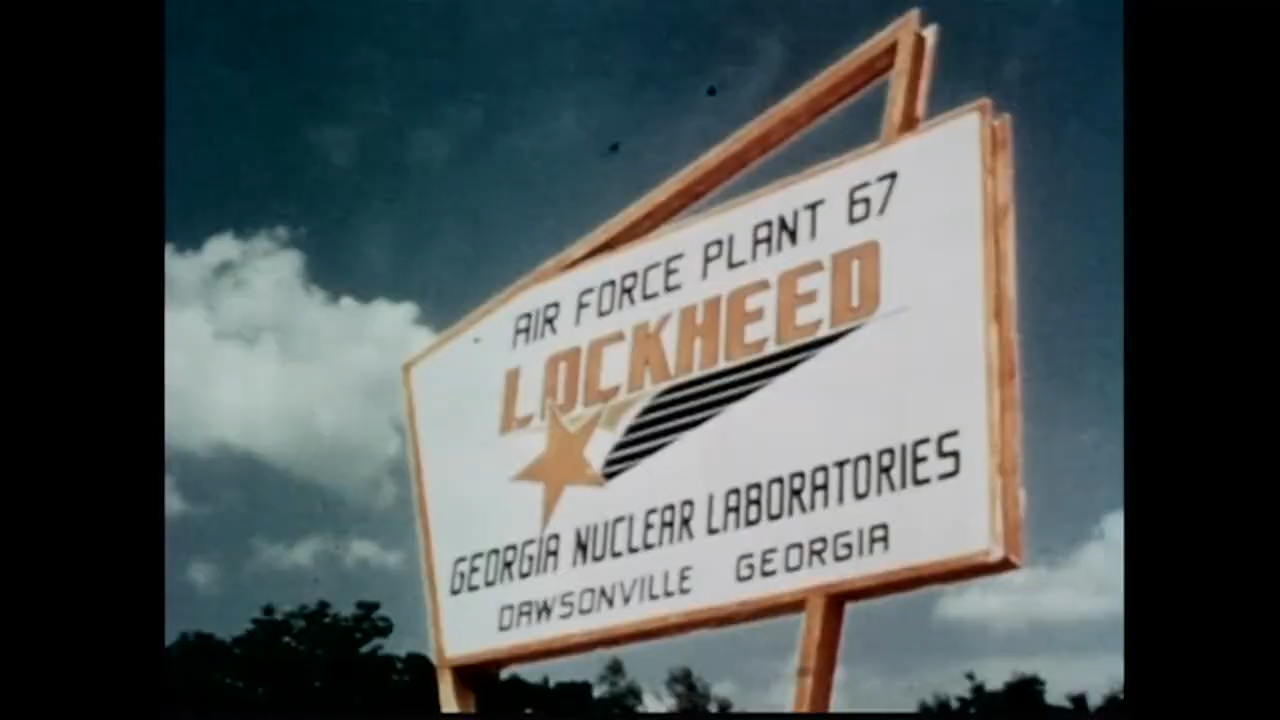 AIR FORCE PLANT 67
LOCKHEED
GEORGIA NUCLEAR LABORATORIES
DAWSONVILLE GEORGIA